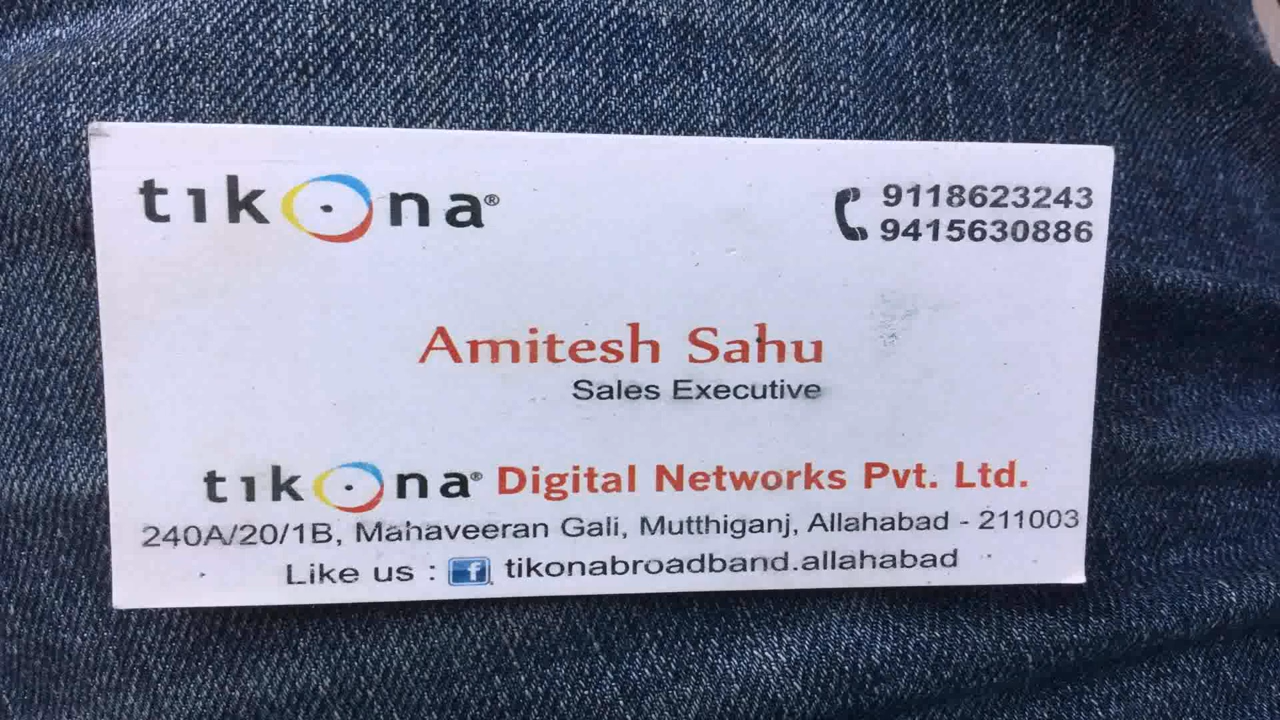 tikona®
9118623243
9415630886
Amitesh Sahu
Sales Executive
tikona® Digital Networks Pvt. Ltd.
240A/20/1B, Mahaveeran Gali, Mutthiganj, Allahabad - 211003
Like us : f tikonabroadband.allahabad